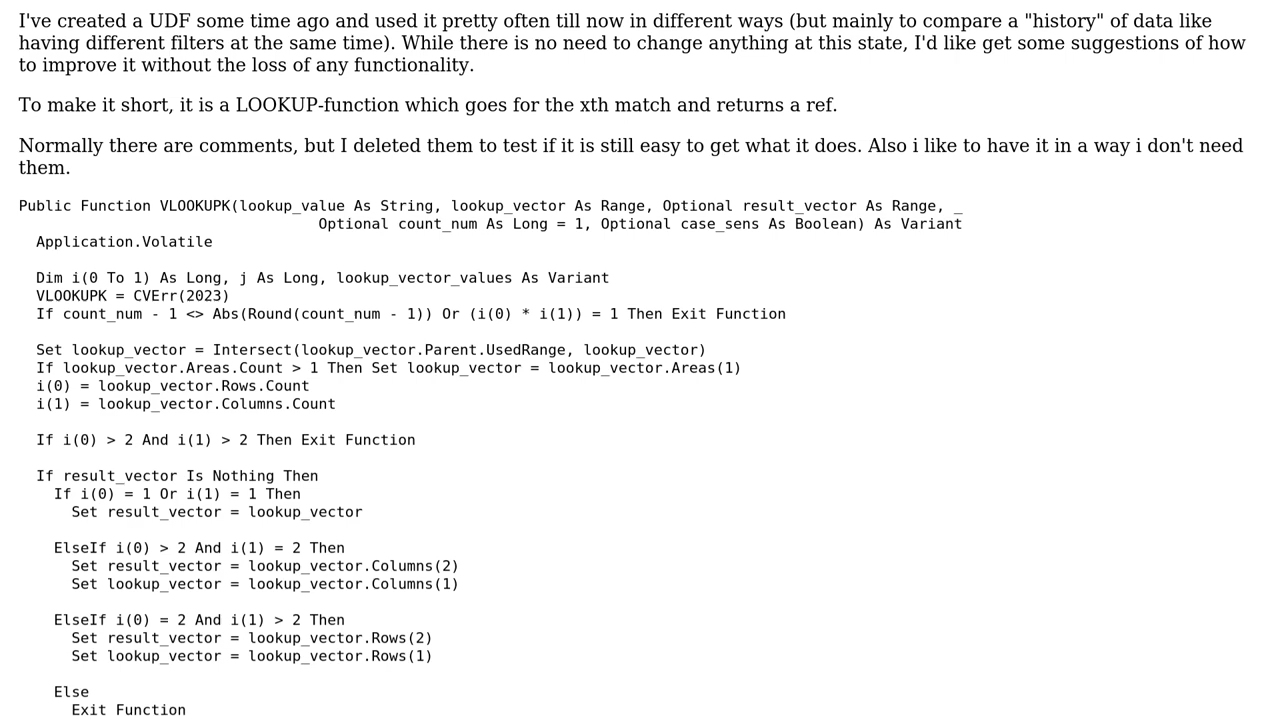 I've created a UDF some time ago and used it pretty often till now in different ways (but mainly to compare a "history" of data like
having different filters at the same time). While there is no need to change anything at this state, I'd like get some suggestions of how
to improve it without the loss of any functionality.
To make it short, it is a LOOKUP-function which goes for the xth match and returns a ref.
Normally there are comments, but I deleted them to test if it is still easy to get what it does. Also i like to have it in a way i don't need
them.
Public Function VLOOKUPK(lookup_value As String, lookup_vector As Range, Optional result_vector As Range, _
                                  Optional count_num As Long = 1, Optional case_sens As Boolean) As Variant
  Application.Volatile
  Dim i(0 To 1) As Long, j As Long, lookup_vector_values As Variant
  VLOOKUPK = CVErr(2023)
  If count_num - 1 <> Abs(Round(count_num - 1)) Or (i(0) * i(1)) = 1 Then Exit Function
  Set lookup_vector = Intersect(lookup_vector.Parent.UsedRange, lookup_vector)
  If lookup_vector.Areas.Count > 1 Then Set lookup_vector = lookup_vector.Areas(1)
  i(0) = lookup_vector.Rows.Count
  i(1) = lookup_vector.Columns.Count
  If i(0) > 2 And i(1) > 2 Then Exit Function
  If result_vector Is Nothing Then
    If i(0) = 1 Or i(1) = 1 Then
      Set result_vector = lookup_vector
    ElseIf i(0) > 2 And i(1) = 2 Then
      Set result_vector = lookup_vector.Columns(2)
      Set lookup_vector = lookup_vector.Columns(1)
    ElseIf i(0) = 2 And i(1) > 2 Then
      Set result_vector = lookup_vector.Rows(2)
      Set lookup_vector = lookup_vector.Rows(1)
    Else
      Exit Function